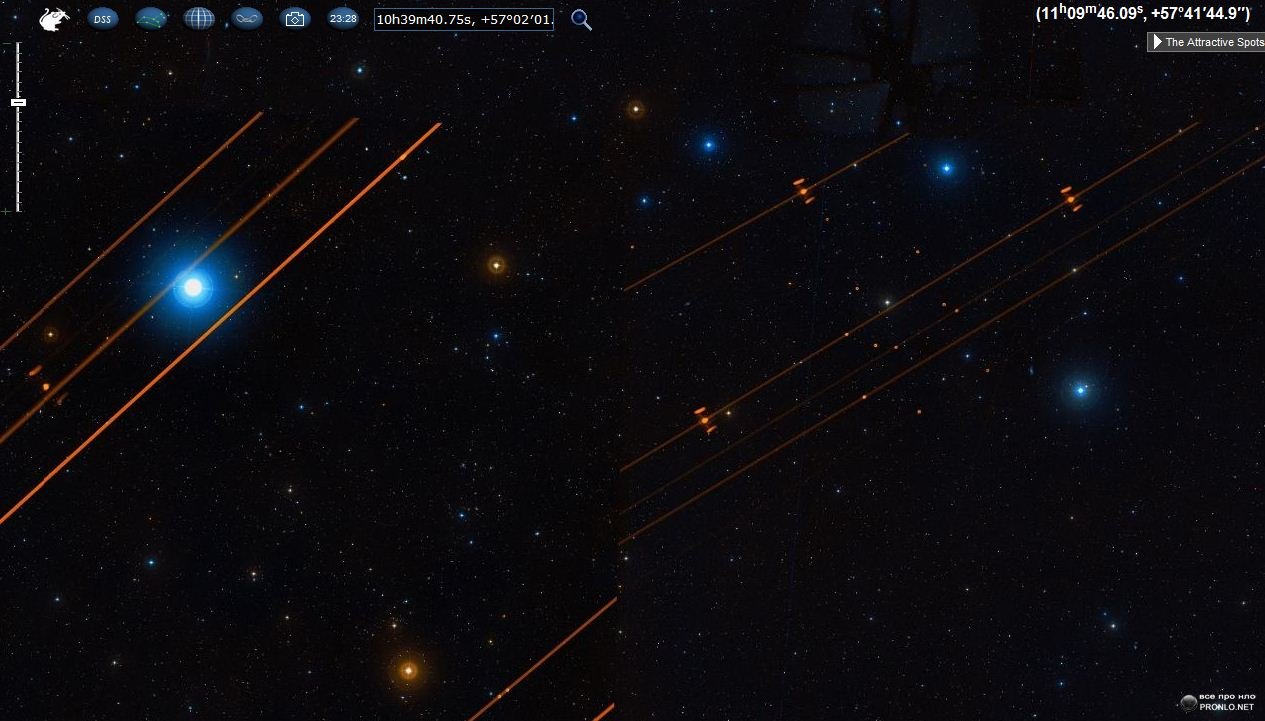 DSS
23:28
10h39m40.75s, +57°02’01.
(11h09m46.09s, +57°41′44.9″)
The Attractive Spots
все про нло
PRONLO.NET